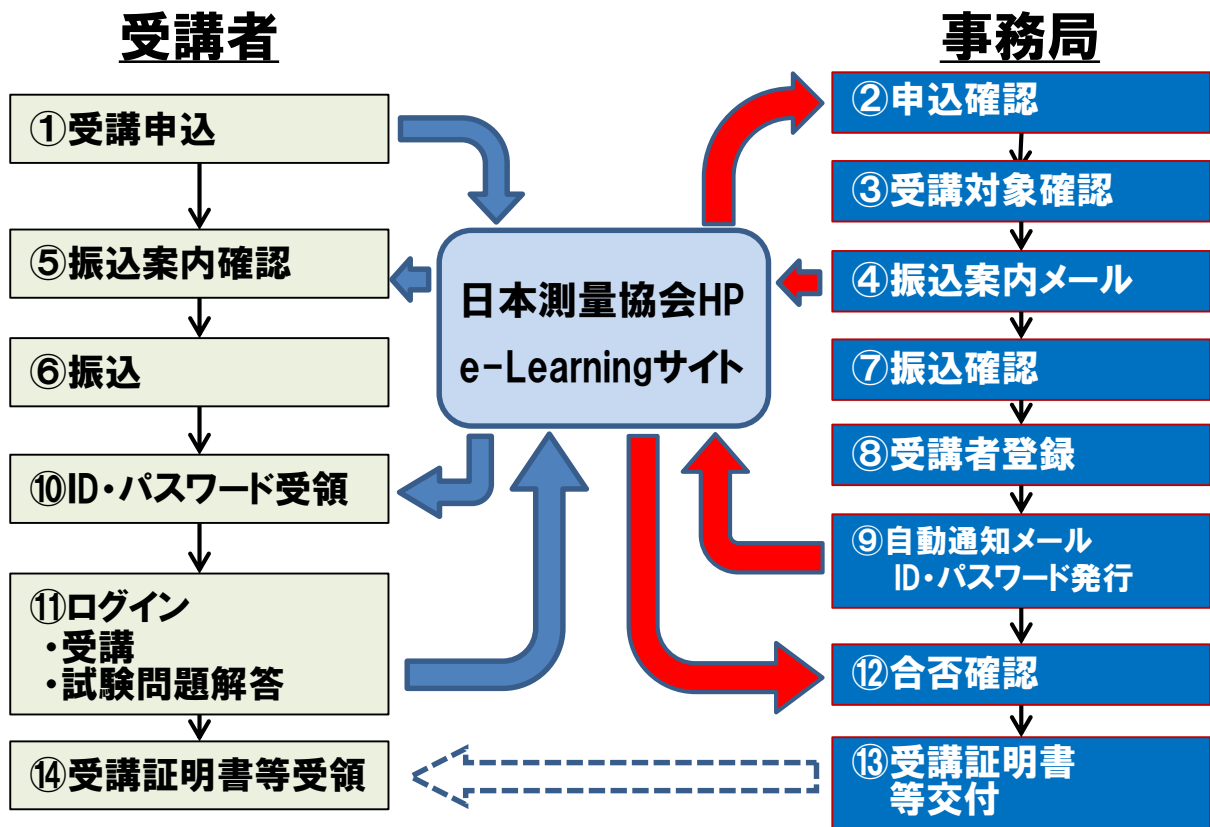 受講者
事務局
①受講申込
⑤振込案内確認
⑥振込
⑩ID・パスワード受領
⑪ログイン
・受講
・試験問題解答
⑭受講証明書等受領
日本測量協会HP
e-Learningサイト
②申込確認
③受講対象確認
④振込案内メール
⑦振込確認
⑧受講者登録
⑨自動通知メール
ID・パスワード発行
⑫合否確認
⑬受講証明書
等交付